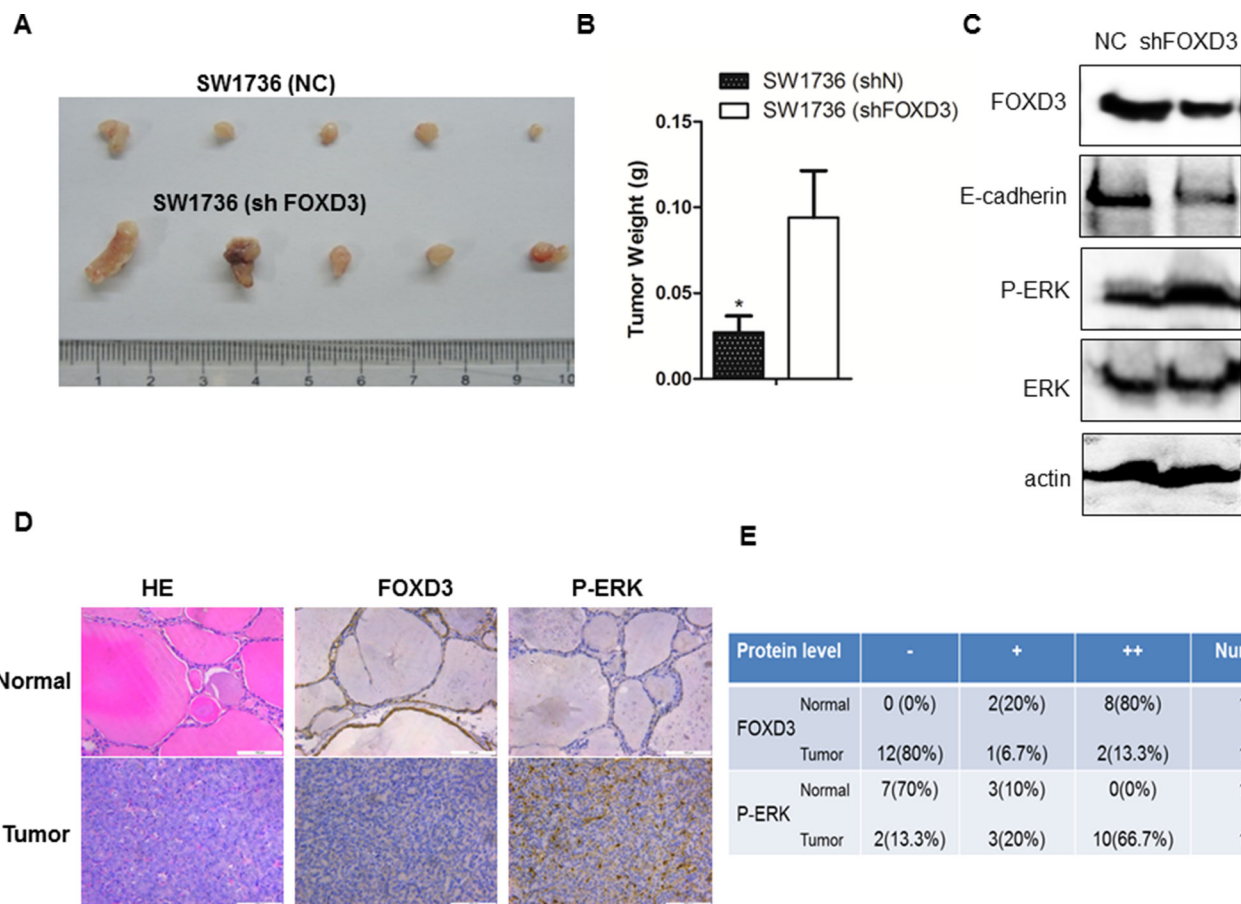 A
SW1736 (NC)
SW1736 (sh FOXD3)
1 2 3 4 5 6 7 8 9 10
B
SW1736 (shN)
SW1736 (shFOXD3)
Tumor Weight (g)
0.15
0.10
0.05
0.00
*
C
NC shFOXD3
FOXD3
E-cadherin
P-ERK
ERK
actin
D
HE FOXD3 P-ERK
Normal
Tumor
E
Protein level - + ++
Normal 0 (0%) 2(20%) 8(80%)
FOXD3
Tumor 12(80%) 1(6.7%) 2(13.3%)
Normal 7(70%) 3(10%) 0(0%)
P-ERK
Tumor 2(13.3%) 3(20%) 10(66.7%)